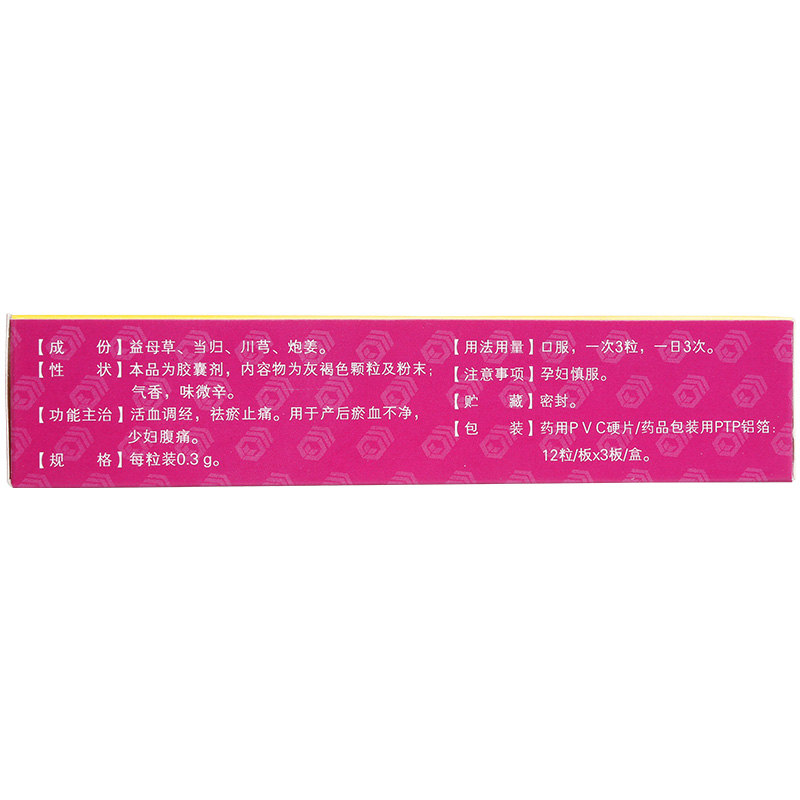 【成 份】益母草、当归、川芎、炮姜。
【性 状】本品为胶囊剂，内容物为灰褐色颗粒及粉末；
气香，味微辛。
【功能主治】活血调经，祛瘀止痛。用于产后瘀血不净，
少妇腹痛。
【规 格】每粒装0.3 g。
【用法用量】口服，一次3粒，一日3次。
【注意事项】孕妇慎服。
【贮 藏】密封。
【包 装】药用PVC硬片/药品包装用PTP铝箔；
12粒/板x3板/盒。